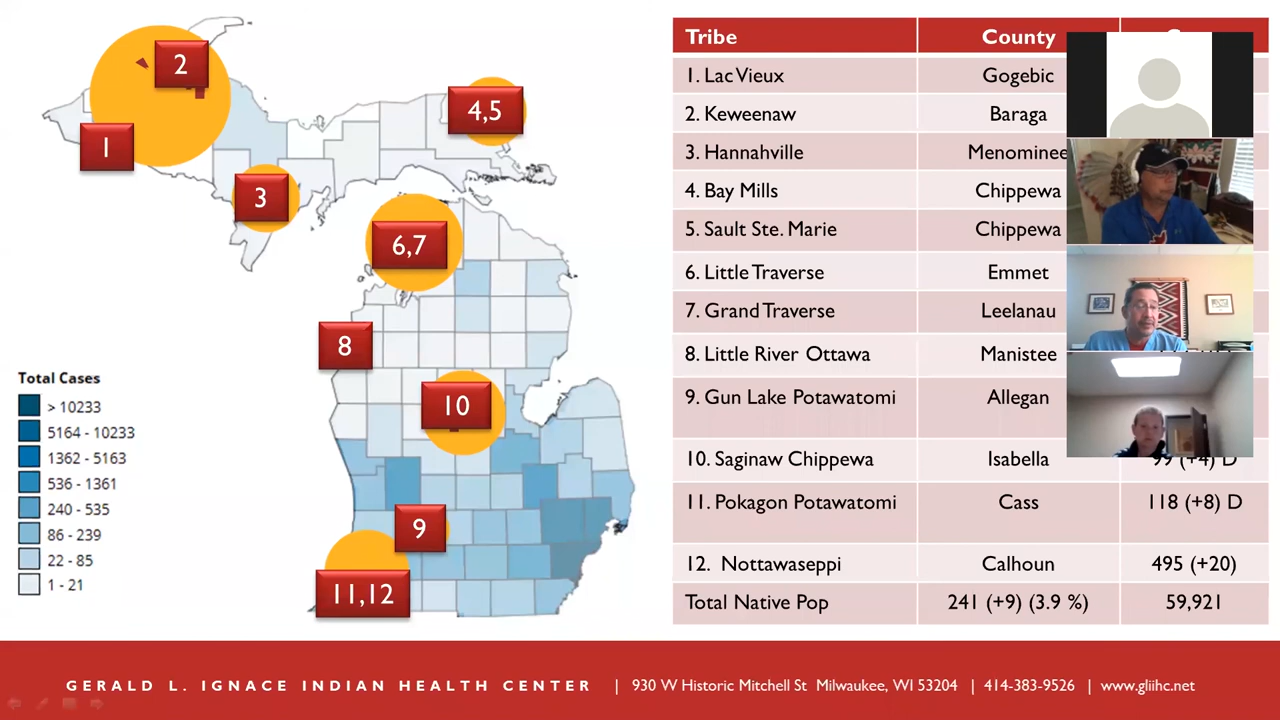 2
4,5
1
3
6,7
8
10
9
11,12
Total Cases
> 10233
5164 - 10233
1362 - 5163
536 - 1361
240 - 535
86 - 239
22 - 85
1 - 21
Tribe County
1. Lac Vieux Gogebic
2. Keweenaw Baraga
3. Hannahville Menominee
4. Bay Mills Chippewa
5. Sault Ste. Marie Chippewa
6. Little Traverse Emmet
7. Grand Traverse Leelanau
8. Little River Ottawa Manistee
9. Gun Lake Potawatomi Allegan
10. Saginaw Chippewa Isabella 99 (+4) D
11. Pokagon Potawatomi Cass 118 (+8) D
12. Nottawaseppi Calhoun 495 (+20)
Total Native Pop 241 (+9) (3.9 %) 59,921
GERALD L. IGNACE INDIAN HEALTH CENTER | 930 W Historic Mitchell St Milwaukee, WI 53204 | 414-383-9526 | www.gliihc.net